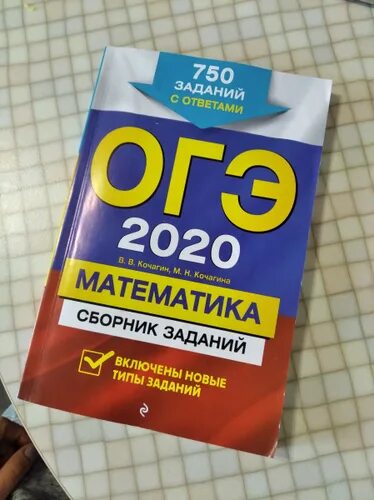 750
ЗАДАНИЙ
С ОТВЕТАМИ
ОГЭ
2020
В. В. Кочагин, М. Н. Кочагина
МАТЕМАТИКА
СБОРНИК ЗАДАНИЙ
ВКЛЮЧЕНЫ НОВЫЕ
ТИПЫ ЗАДАНИЙ